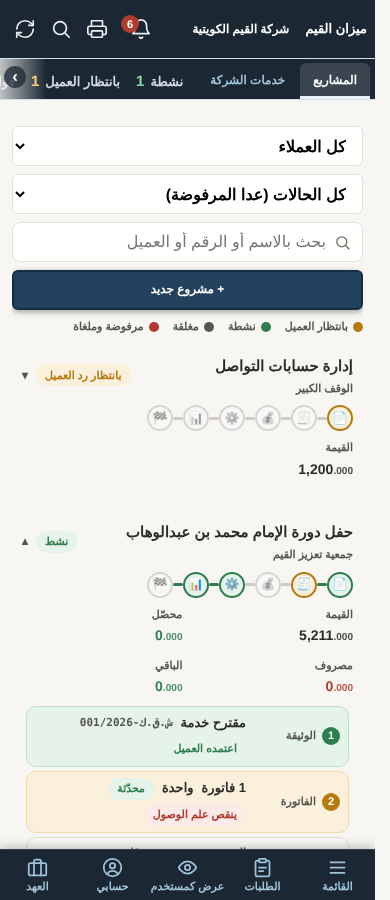 ميزان القيم
شركة القيم الكويتية
6
المشاريع
خدمات الشركة
نشطة 1
بانتظار العميل 1
كل العملاء
كل الحالات (عدا المرفوضة)
بحث بالاسم أو الرقم أو العميل
+ مشروع جديد
بانتظار العميل
نشطة
مغلقة
مرفوضة وملغاة
إدارة حسابات التواصل
بانتظار رد العميل
الوقف الكبير
القيمة
1,200.000
حفل دورة الإمام محمد بن عبدالوهاب
نشط
جمعية تعزيز القيم
القيمة
محصّل
5,211.000
0.000
مصروف
الباقي
0.000
0.000
1 الوثيقة
مقترح خدمة ش.ق.ك-001/2026
اعتمده العميل
2 الفاتورة
1 فاتورة واحدة محدّثة
ينقص علم الوصول
القائمة
الطلبات
عرض كمستخدم
حسابي
العهد